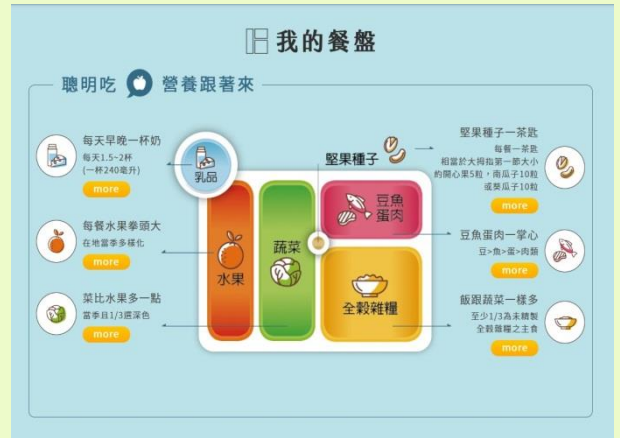 我的餐盤
聰明吃 營養跟著來
每天早晚一杯奶
每天1.5~2杯
(一杯240毫升)
more
每餐水果拳頭大
在地當季多樣化
more
菜比水果多一點
當季且1/3選深色
more
乳品
水果
蔬菜
堅果種子
豆魚
蛋肉
全穀雜糧
堅果種子一茶匙
每餐一茶匙
相當於大拇指第一節大小
約開心果5粒，南瓜子10粒
或葵瓜子10粒
more
豆魚蛋肉一掌心
豆>魚>蛋>肉類
more
飯跟蔬菜一樣多
至少1/3為未精製
全穀雜糧之主食
more